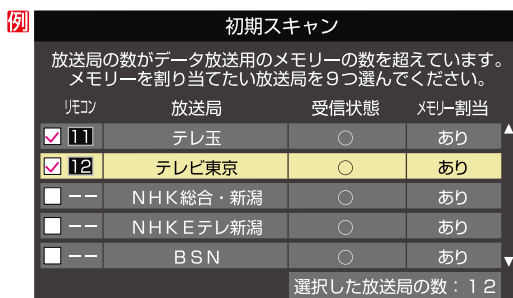 例
初期スキャン
放送局の数がデータ放送用のメモリーの数を超えています。
メモリーを割り当てたい放送局を9つ選んでください。
リモコン 放送局 受信状態 メモリー割当
11 テレ玉 ○ あり
12 テレビ東京 ○ あり
−− NHK総合・新潟 ○ あり
−− NHKEテレ新潟 ○ あり
−− BSN ○ あり
選択した放送局の数：12